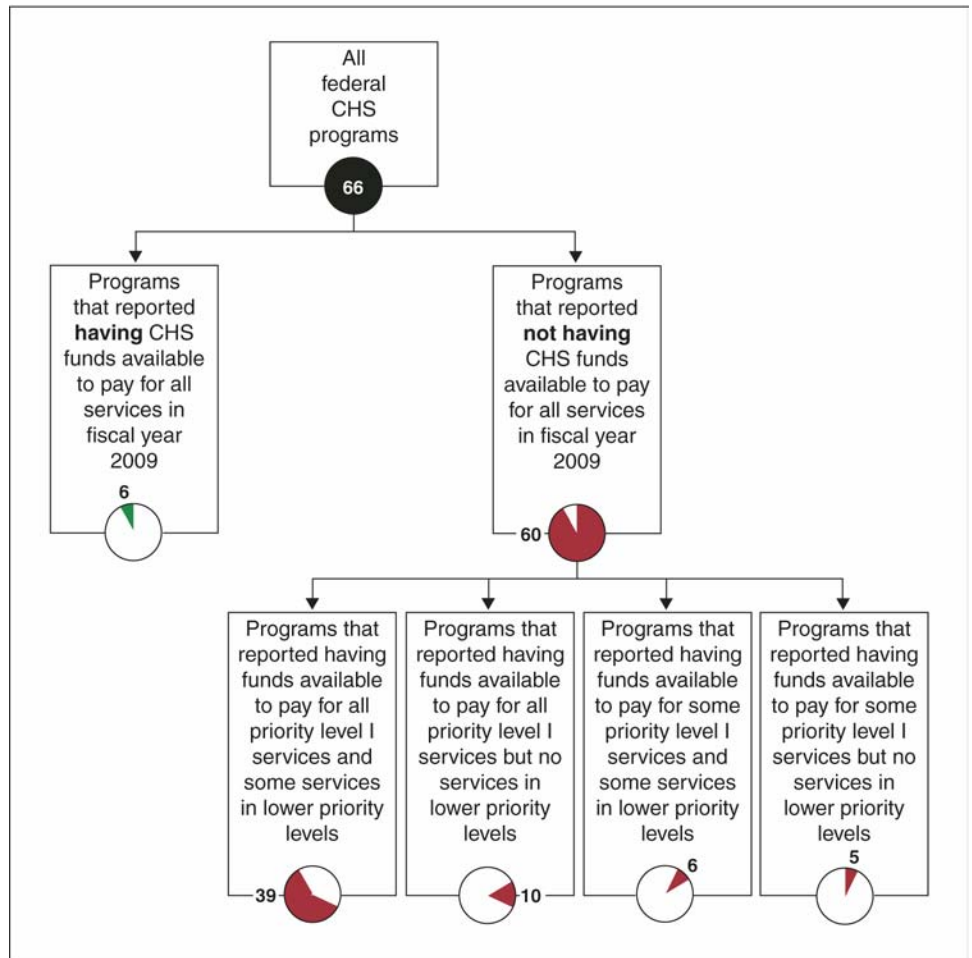 All
federal
CHS
programs
66
Programs
that reported
having CHS
funds available
to pay for all
services in
fiscal year
2009
6
Programs
that reported
not having
CHS funds
available to pay
for all services
in fiscal year
2009
60
Programs that
reported having
funds available
to pay for all
priority level I
services and
some services
in lower priority
levels
39
Programs that
reported having
funds available
to pay for all
priority level I
services but no
services in
lower priority
levels
10
Programs that
reported having
funds available
to pay for some
priority level I
services and
some services
in lower priority
levels
6
Programs that
reported having
funds available
to pay for some
priority level I
services but no
services in
lower priority
levels
5